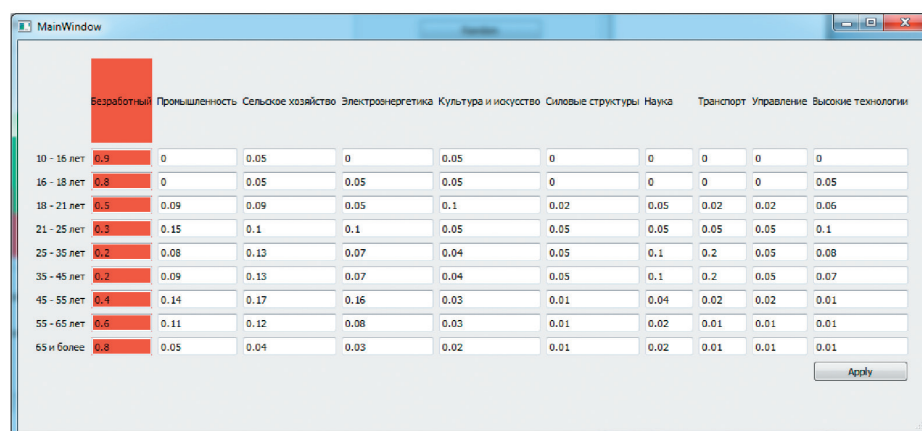 MainWindow
Безработный Промышленность Сельское хозяйство Электроэнергетика Культура и искусство Силовые структуры Наука Транспорт Управление Высокие технологии
10 - 16 лет 0.9 0 0.05 0 0.05 0 0 0 0 0
16 - 18 лет 0.8 0 0.05 0.05 0.05 0 0 0 0 0.05
18 - 21 лет 0.5 0.09 0.09 0.05 0.1 0.02 0.05 0.02 0.02 0.06
21 - 25 лет 0.3 0.15 0.1 0.1 0.05 0.05 0.05 0.05 0.05 0.1
25 - 35 лет 0.2 0.08 0.13 0.07 0.04 0.05 0.1 0.2 0.05 0.08
35 - 45 лет 0.2 0.09 0.13 0.07 0.04 0.05 0.1 0.2 0.05 0.07
45 - 55 лет 0.4 0.14 0.17 0.16 0.03 0.01 0.04 0.02 0.02 0.01
55 - 65 лет 0.6 0.11 0.12 0.08 0.03 0.01 0.02 0.01 0.01 0.01
65 и более 0.8 0.05 0.04 0.03 0.02 0.01 0.02 0.01 0.01 0.01
Apply